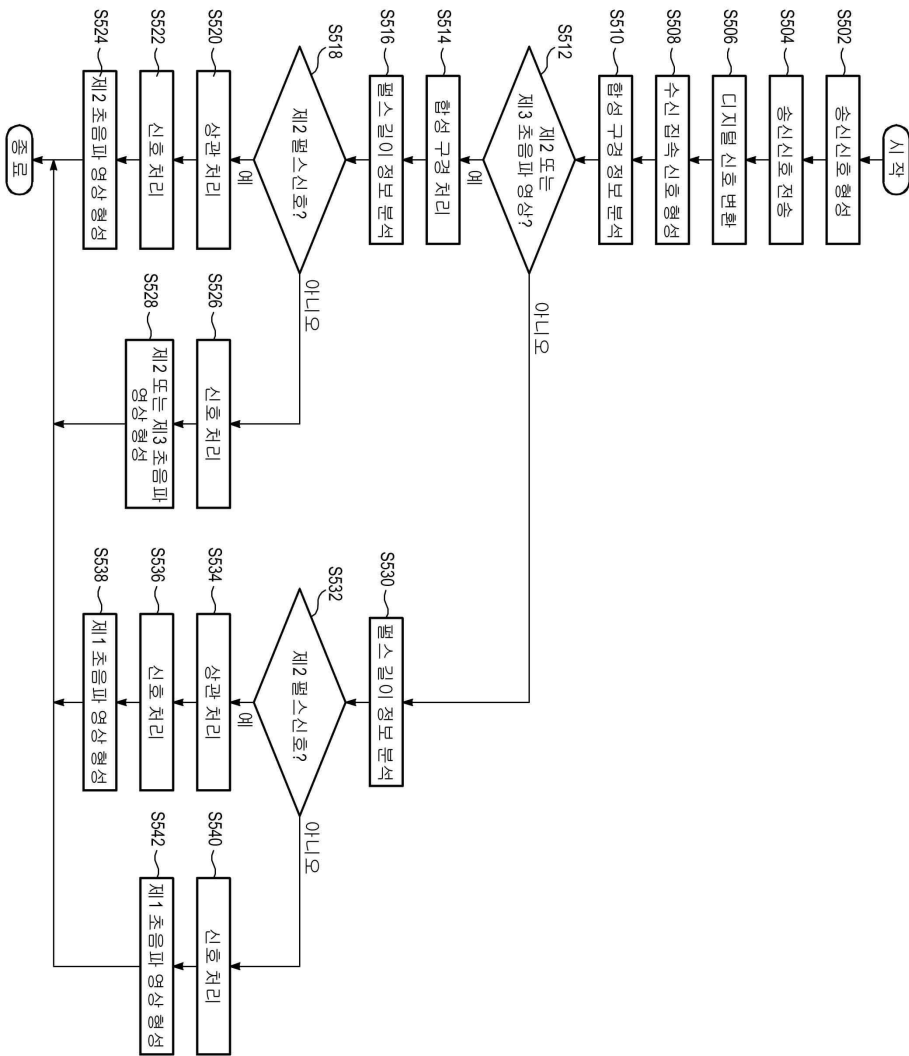 시 작
S502
송신신호 형성
S504
송신신호 전송
S506
디지털 신호 변환
S508
수신 집속 신호 형성
S510
합성 구경 정보 분석
S512
제2 또는
제3 초음파 영상?
예
아니오
S514
합성 구경 처리
S516
펄스 길이 정보 분석
S518
제2 펄스신호?
예
아니오
S520
상관 처리
S522
신호 처리
S524
제2 초음파 영상 형성
S526
신호 처리
S528
제2 또는 제3 초음파
영상 형성
S530
펄스 길이 정보 분석
S532
제2 펄스신호?
예
아니오
S534
상관 처리
S536
신호 처리
S538
제1 초음파 영상 형성
S540
신호 처리
S542
제1 초음파 영상 형성
종료